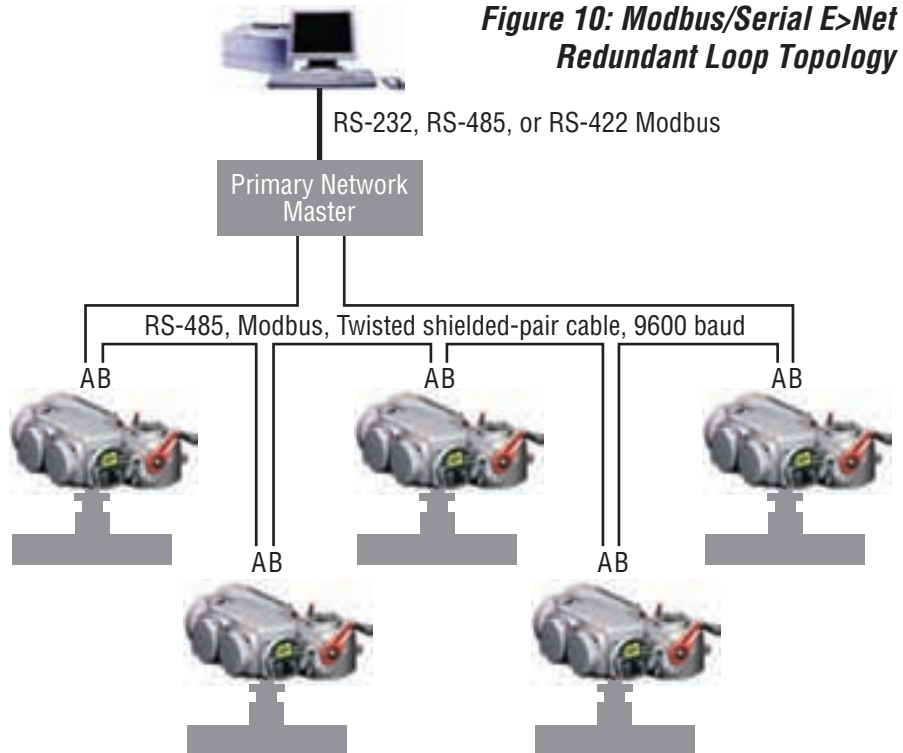 Figure 10: Modbus/Serial E>Net
Redundant Loop Topology
RS-232, RS-485, or RS-422 Modbus
Primary Network
Master
RS-485, Modbus, Twisted shielded-pair cable, 9600 baud
AB
AB
AB
AB
AB